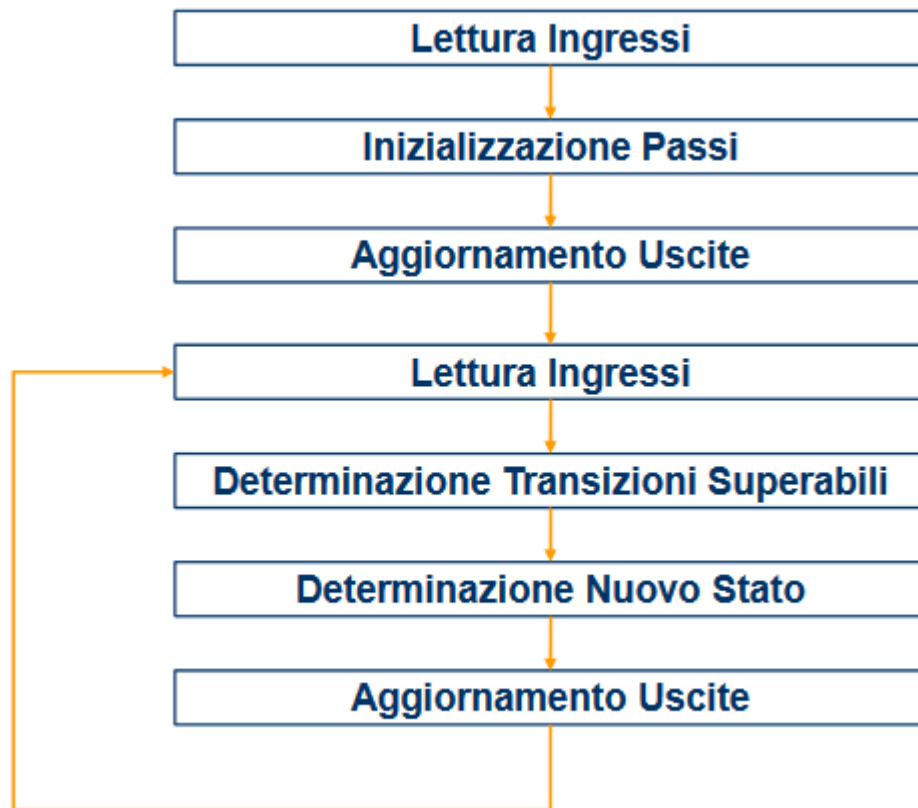 Lettura Ingressi
Inizializzazione Passi
Aggiornamento Uscite
Lettura Ingressi
Determinazione Transizioni Superabili
Determinazione Nuovo Stato
Aggiornamento Uscite